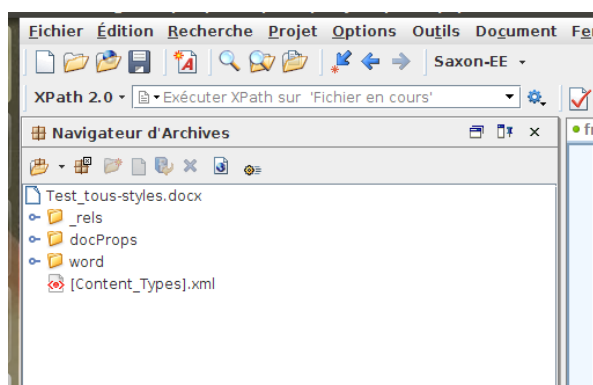 Fichier Édition Recherche Projet Options Outils Document
Saxon-EE
XPath 2.0 Exécuter XPath sur 'Fichier en cours'
Navigateur d'Archives
Test_tous-styles.docx
_rels
docProps
word
[Content_Types].xml